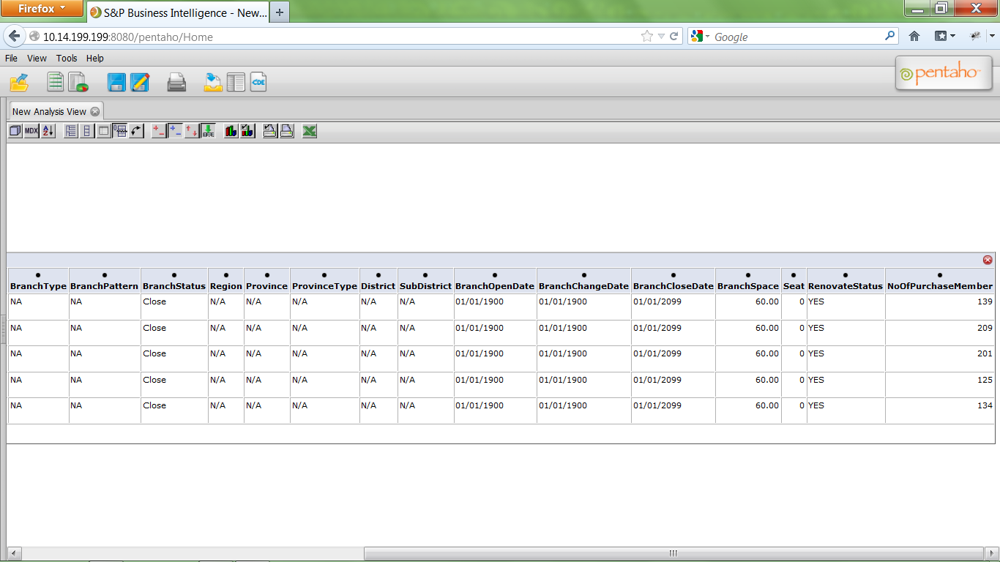 Firefox
S&P Business Intelligence - New...
10.14.199.199:8080/pentaho/Home
Google
File View Tools Help
CDE
pentaho
New Analysis View
MDX
BranchType BranchPattern BranchStatus Region Province ProvinceType District SubDistrict BranchOpenDate BranchChangeDate BranchCloseDate BranchSpace Seat RenovateStatus NoOfPurchaseMember
NA NA Close N/A N/A N/A N/A N/A 01/01/1900 01/01/1900 01/01/2099 60.00 0 YES 139
NA NA Close N/A N/A N/A N/A N/A 01/01/1900 01/01/1900 01/01/2099 60.00 0 YES 209
NA NA Close N/A N/A N/A N/A N/A 01/01/1900 01/01/1900 01/01/2099 60.00 0 YES 201
NA NA Close N/A N/A N/A N/A N/A 01/01/1900 01/01/1900 01/01/2099 60.00 0 YES 125
NA NA Close N/A N/A N/A N/A N/A 01/01/1900 01/01/1900 01/01/2099 60.00 0 YES 134